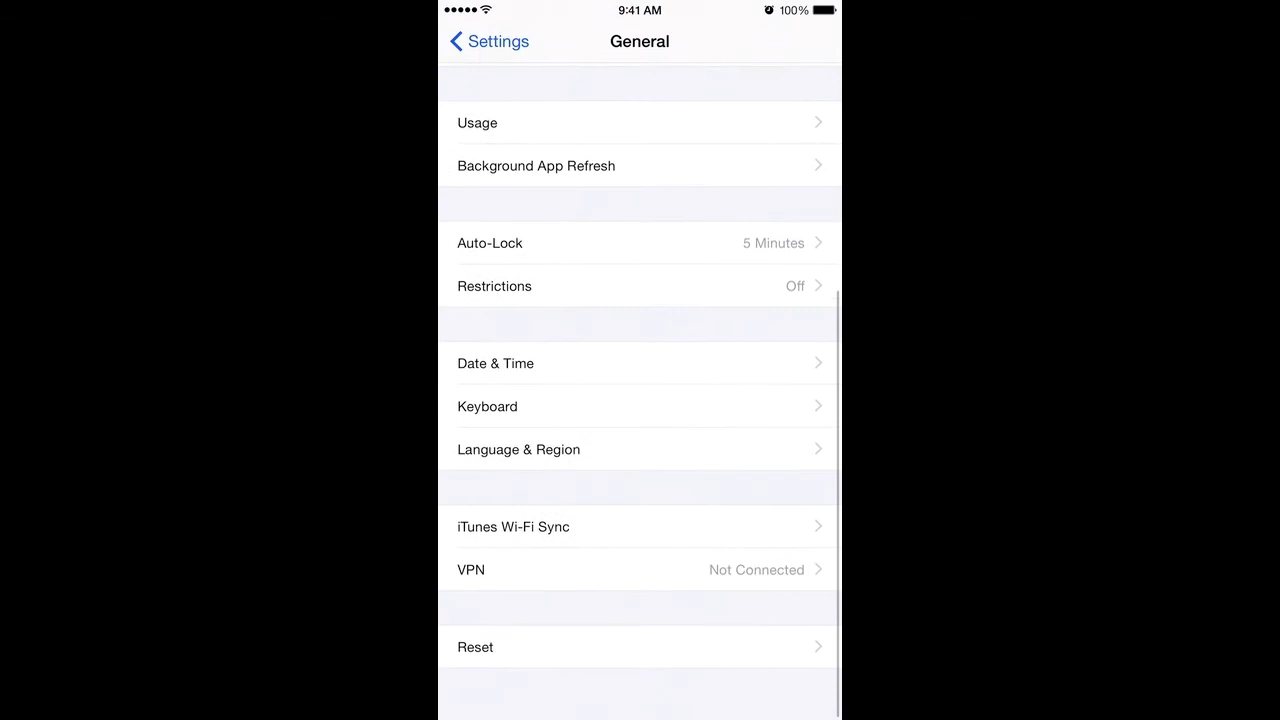 9:41 AM 100%
Settings General
Usage
Background App Refresh
Auto-Lock 5 Minutes
Restrictions Off
Date & Time
Keyboard
Language & Region
iTunes Wi-Fi Sync
VPN Not Connected
Reset